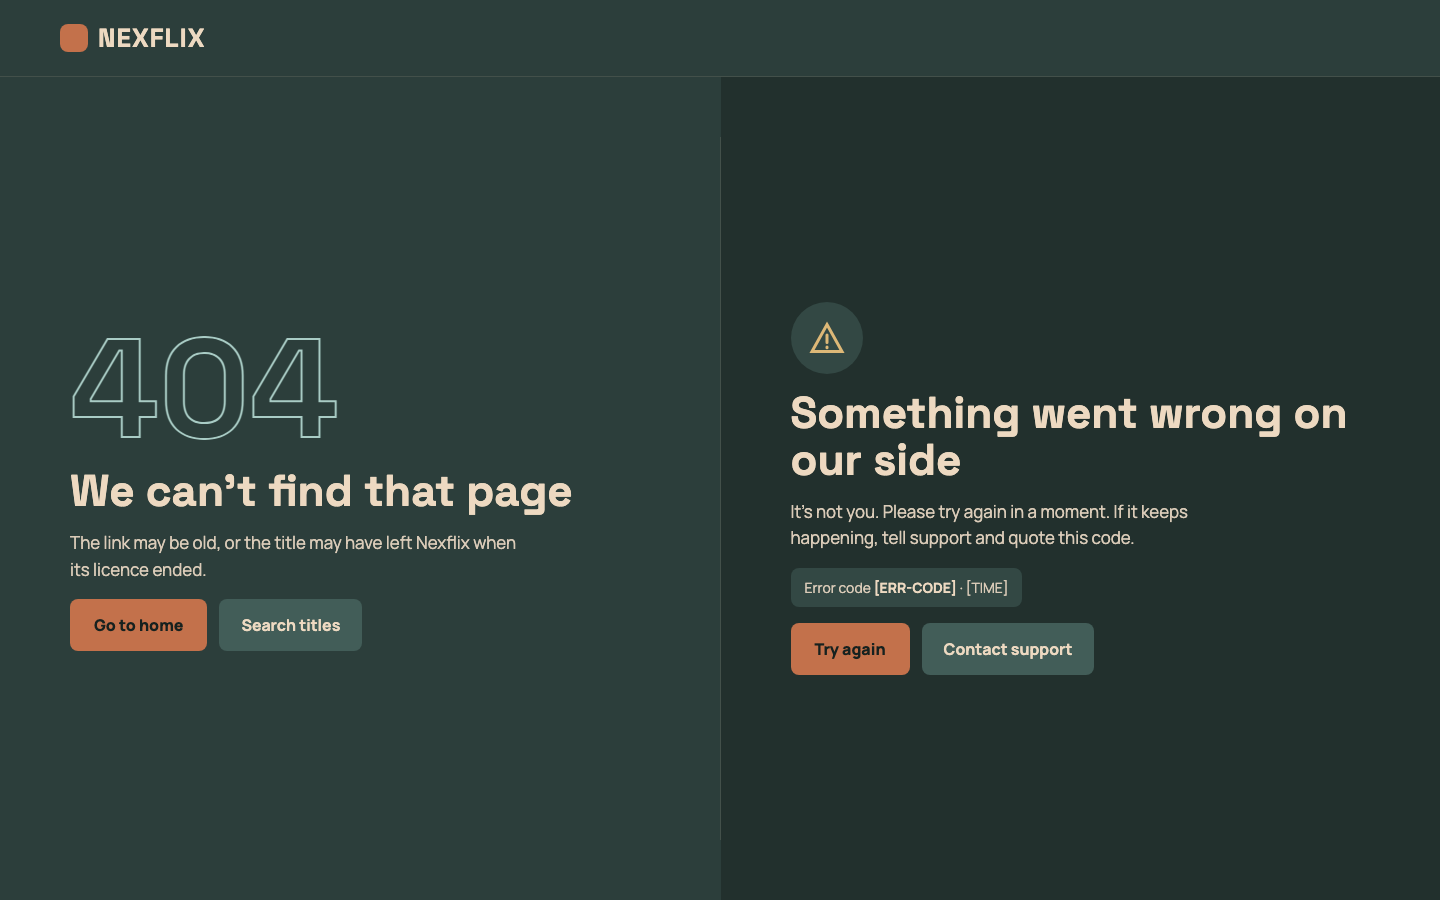 NEXFLIX
404
We can’t find that page
The link may be old, or the title may have left Nexflix when
its licence ended.
Go to home
Search titles
Something went wrong on
our side
It’s not you. Please try again in a moment. If it keeps
happening, tell support and quote this code.
Error code [ERR-CODE] · [TIME]
Try again
Contact support